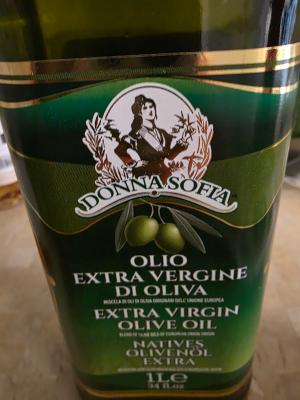 DONNA SOFIA
OLIO
EXTRA VERGINE
DI OLIVA
MISCELA DI OLI DI OLIVA ORIGINARI DELL'UNIONE EUROPEA
EXTRA VIRGIN
OLIVE OIL
BLEND OF OLIVE OILS OF EUROPEAN UNION ORIGIN
NATIVES
OLIVENÖL
EXTRA
1L e
34 fl.oz